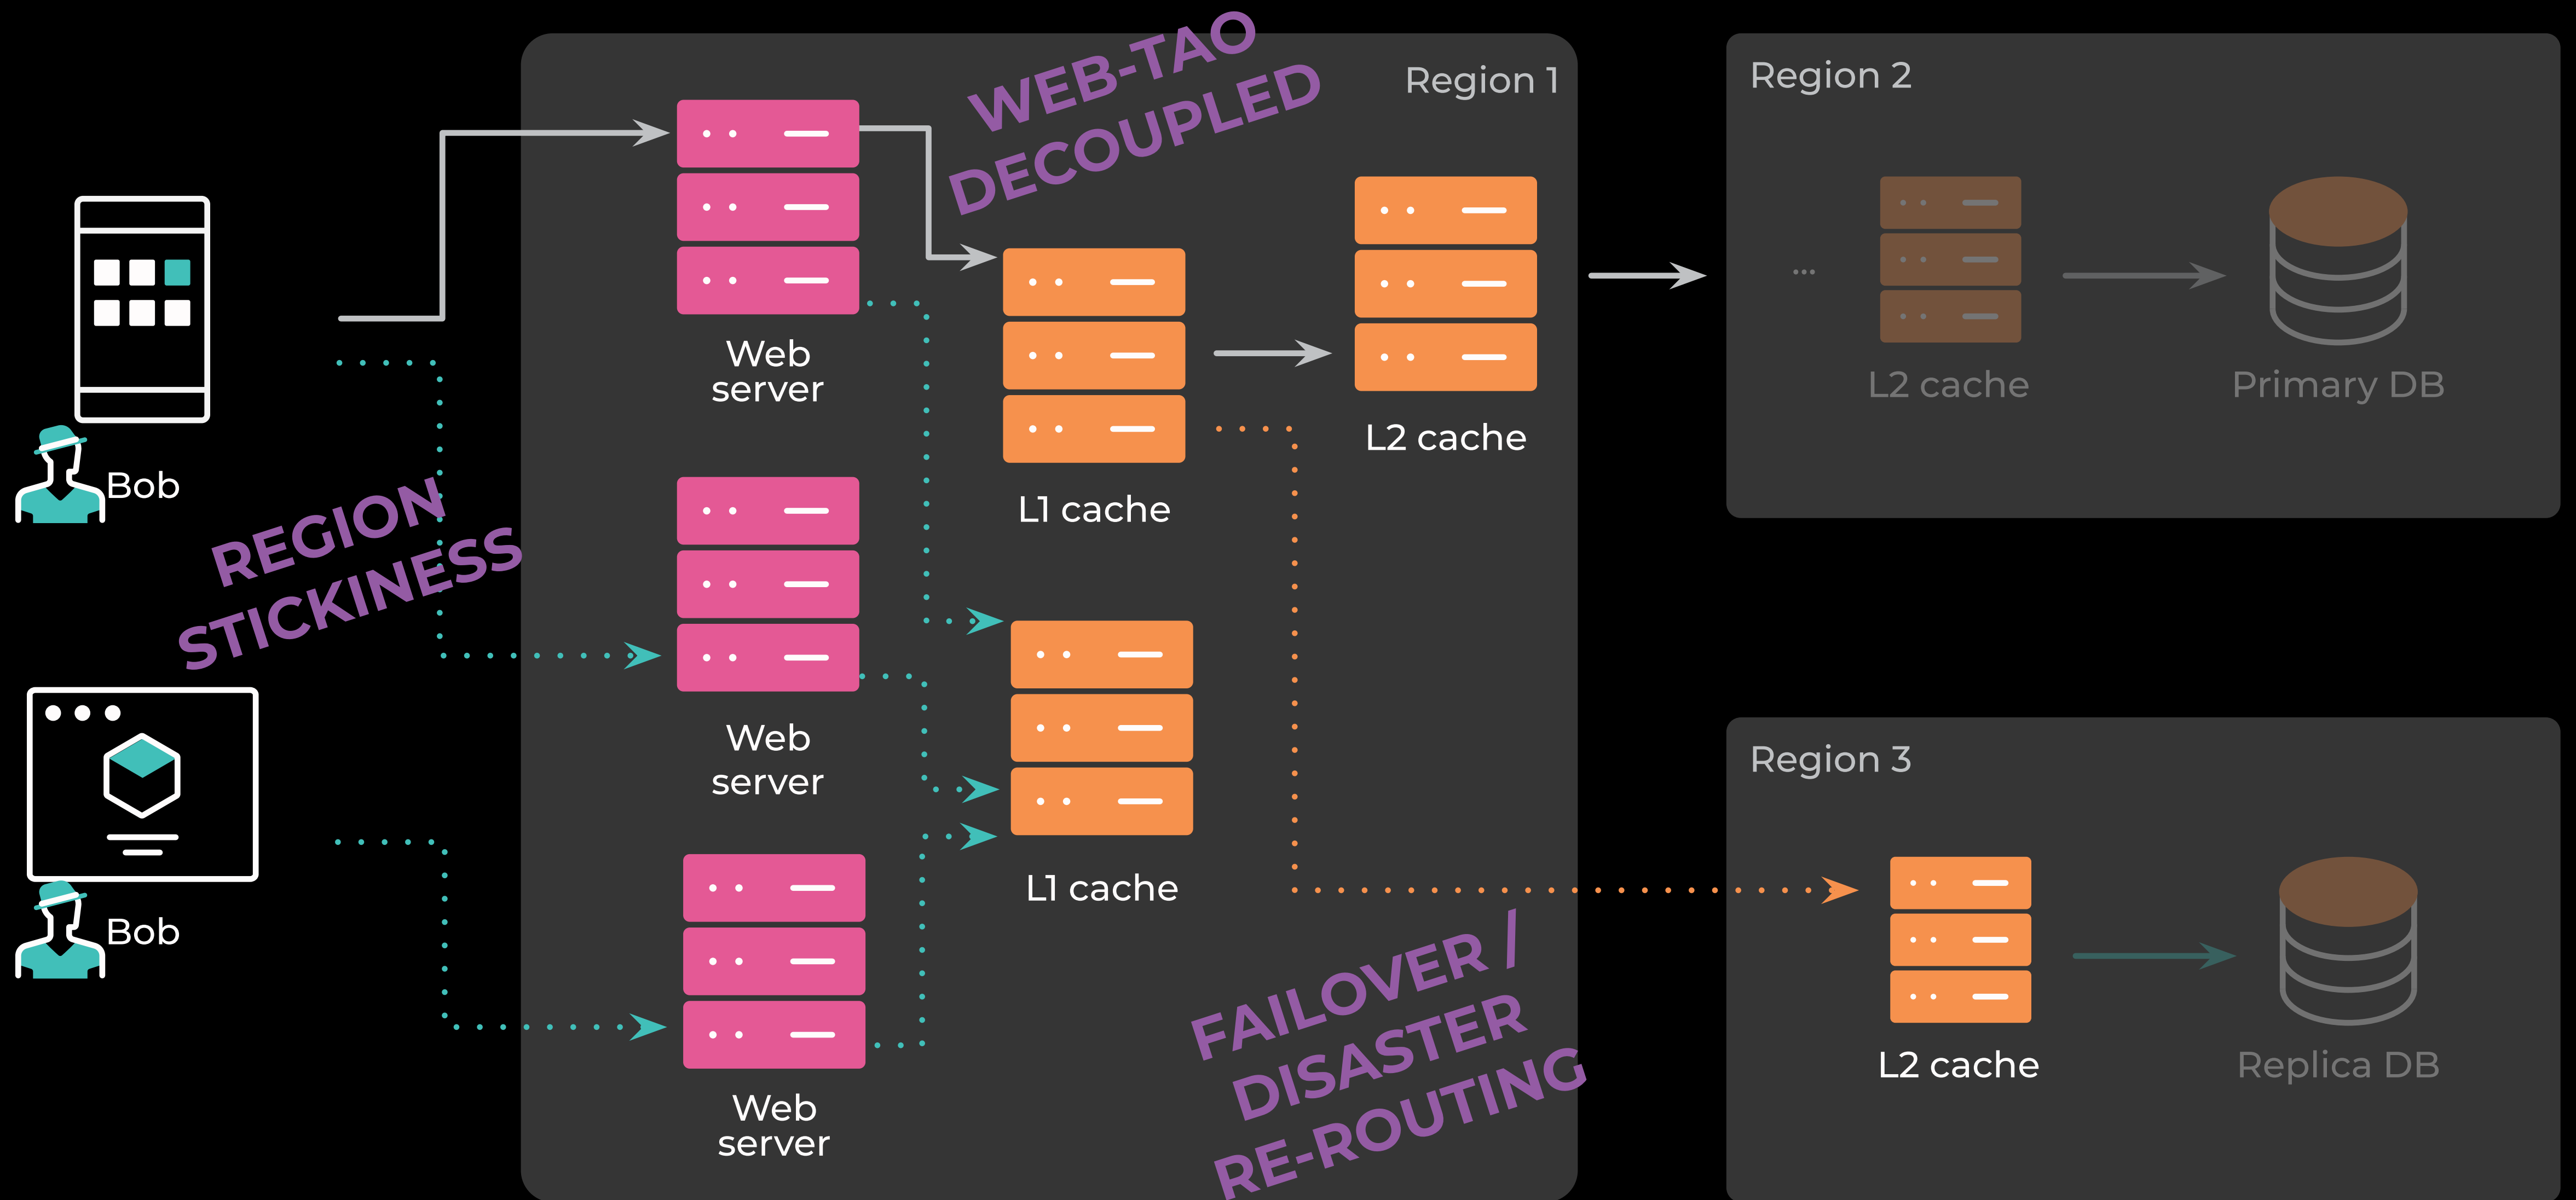 WEB-TAO
DECOUPLED
Region 1
Region 2
Web
server
L1 cache
L2 cache
...
L2 cache
Primary DB
Bob
REGION
STICKINESS
Web
server
L1 cache
Region 3
Bob
Web
server
FAILOVER /
DISASTER
RE-ROUTING
L2 cache
Replica DB